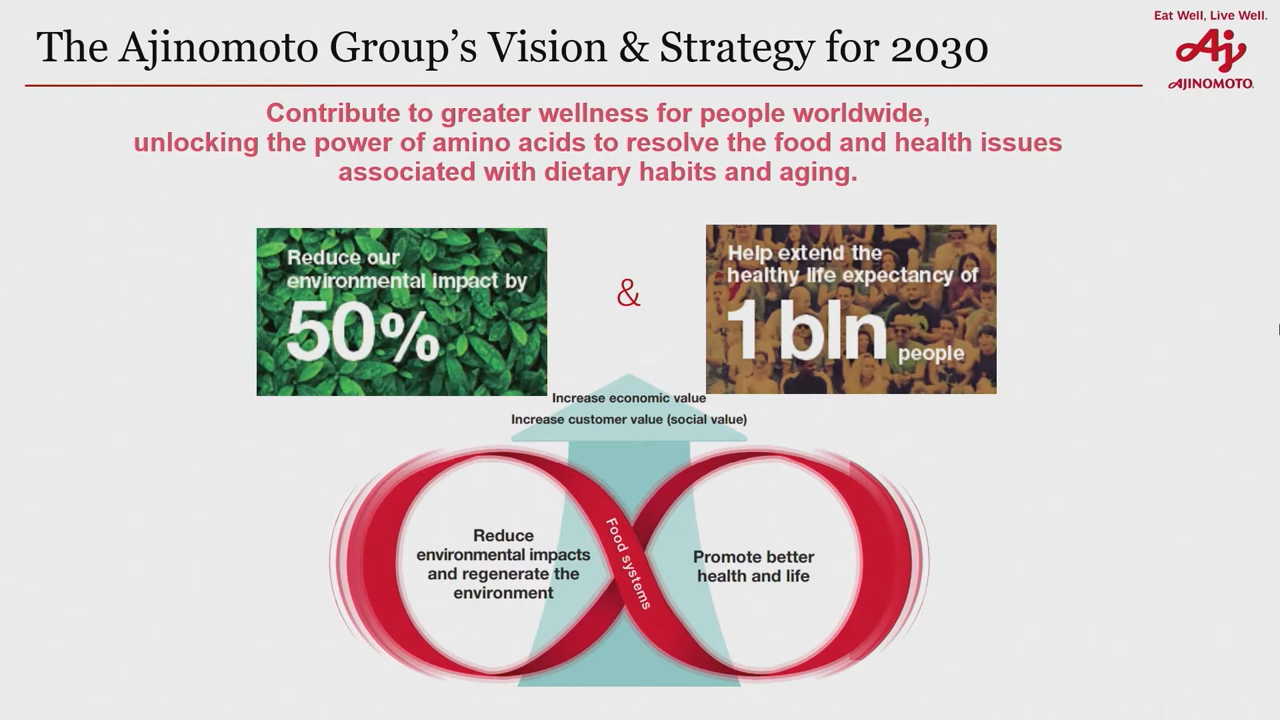 Eat Well, Live Well.
The Ajinomoto Group's Vision & Strategy for 2030
Aj
AJINOMOTO
Contribute to greater wellness for people worldwide,
unlocking the power of amino acids to resolve the food and health issues
associated with dietary habits and aging.
Reduce our
environmental impact by
50%
&
Help extend the
healthy life expectancy of
1 bln people
Increase economic value
Increase customer value (social value)
Reduce
environmental impacts
and regenerate the
environment
Food systems
Promote better
health and life